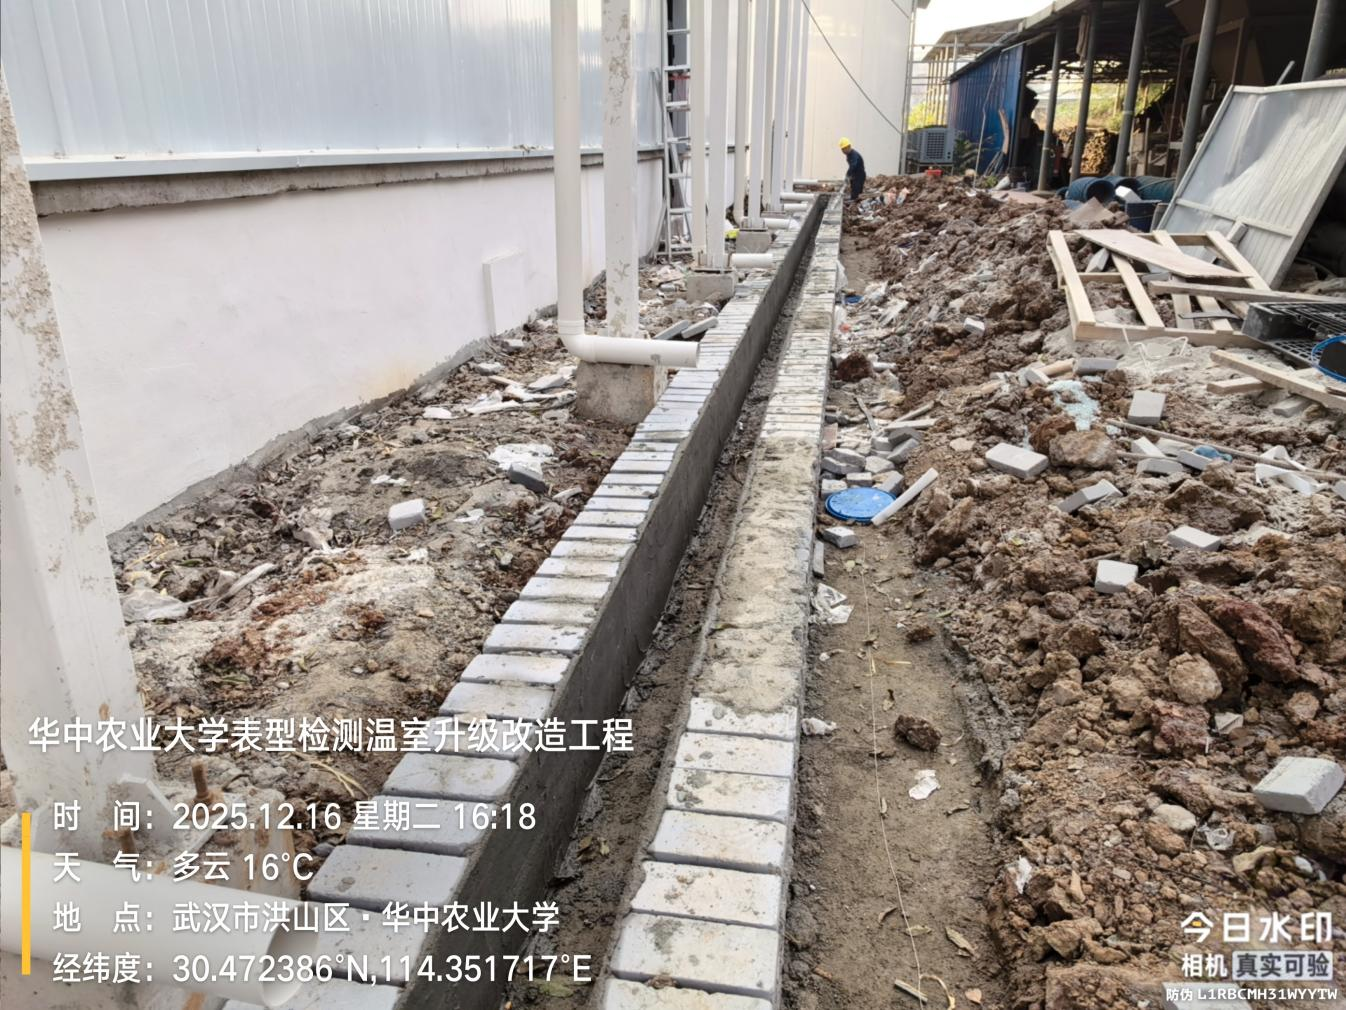 华中农业大学表型检测温室升级改造工程
时 间：2025.12.16 星期二 16:18
天 气：多云 16°C
地 点：武汉市洪山区·华中农业大学
经纬度：30.472386°N,114.351717°E
今日水印
相机 真实可验
防伪 L1RBCMH31WYYTW